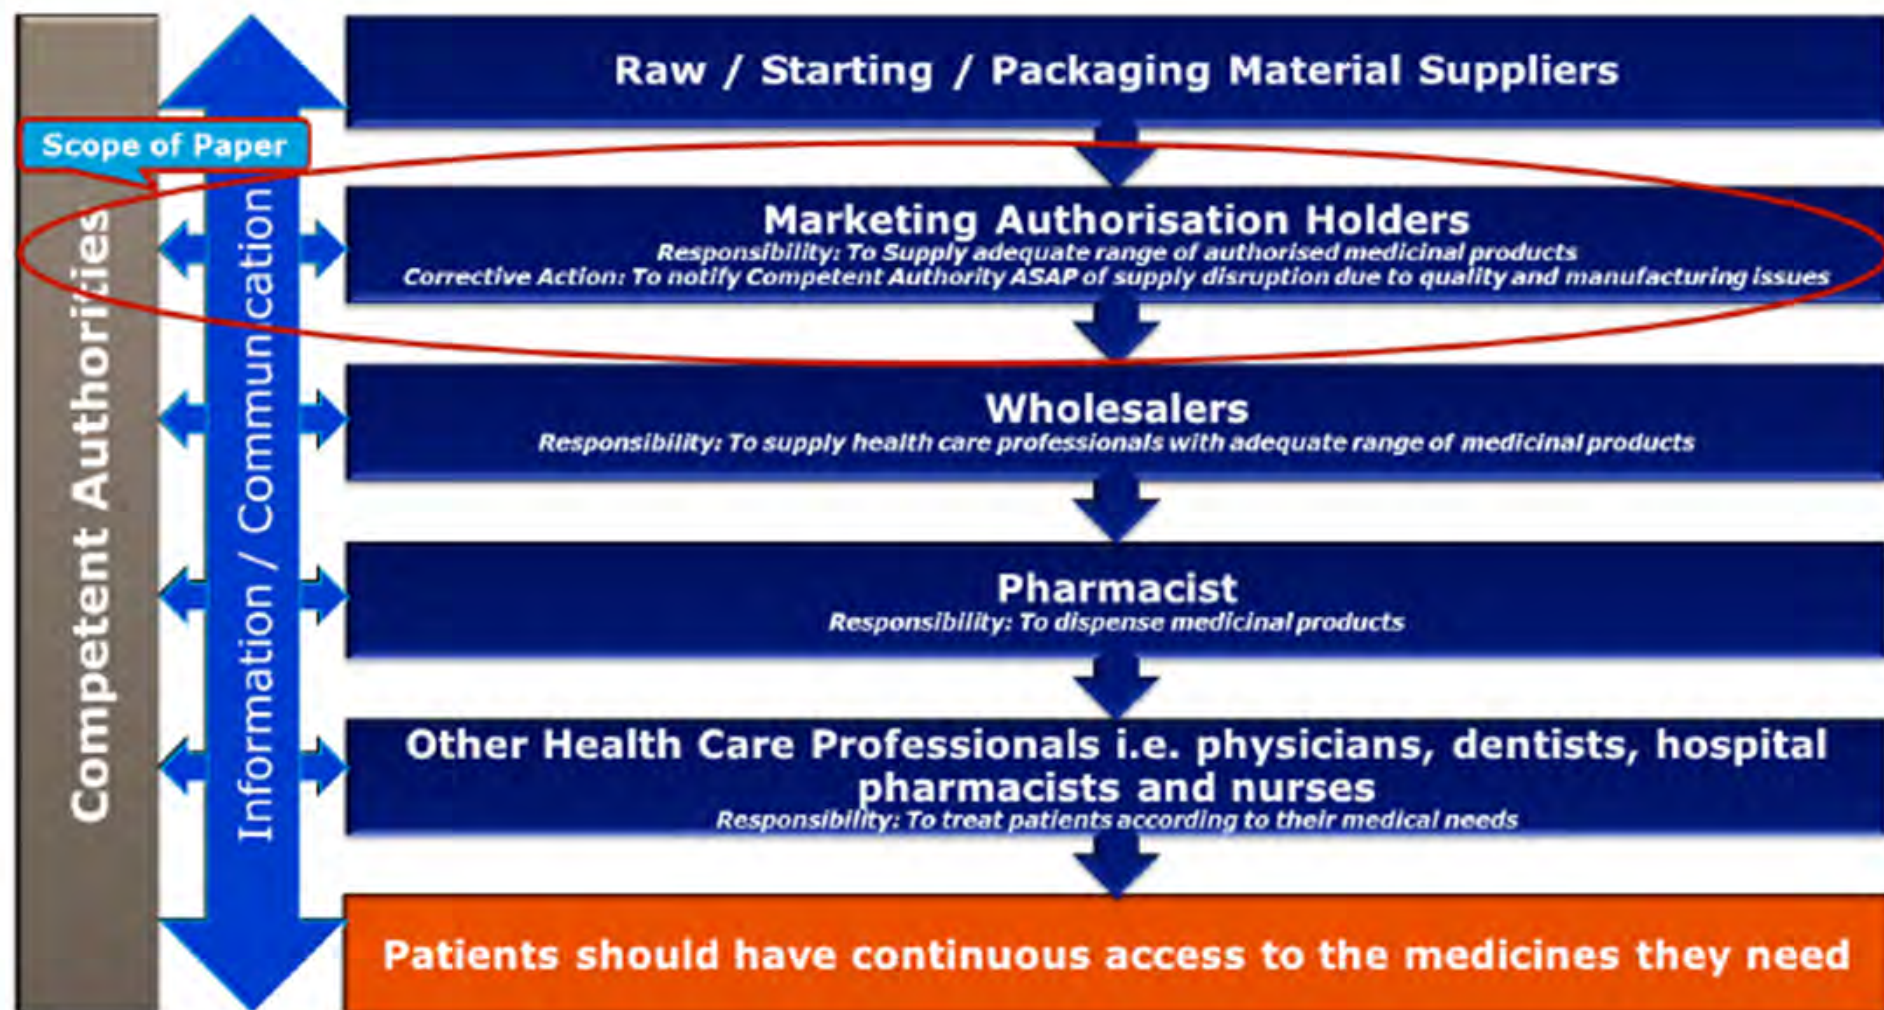 Raw / Starting / Packaging Material Suppliers
Scope of Paper
Marketing Authorisation Holders
Responsibility: To Supply adequate range of authorised medicinal products
Corrective Action: To notify Competent Authority ASAP of supply disruption due to quality and manufacturing issues
Competent Authorities
Information / Communication
Wholesalers
Responsibility: To supply health care professionals with adequate range of medicinal products
Pharmacist
Responsibility: To dispense medicinal products
Other Health Care Professionals i.e. physicians, dentists, hospital
pharmacists and nurses
Responsibility: To treat patients according to their medical needs
Patients should have continuous access to the medicines they need